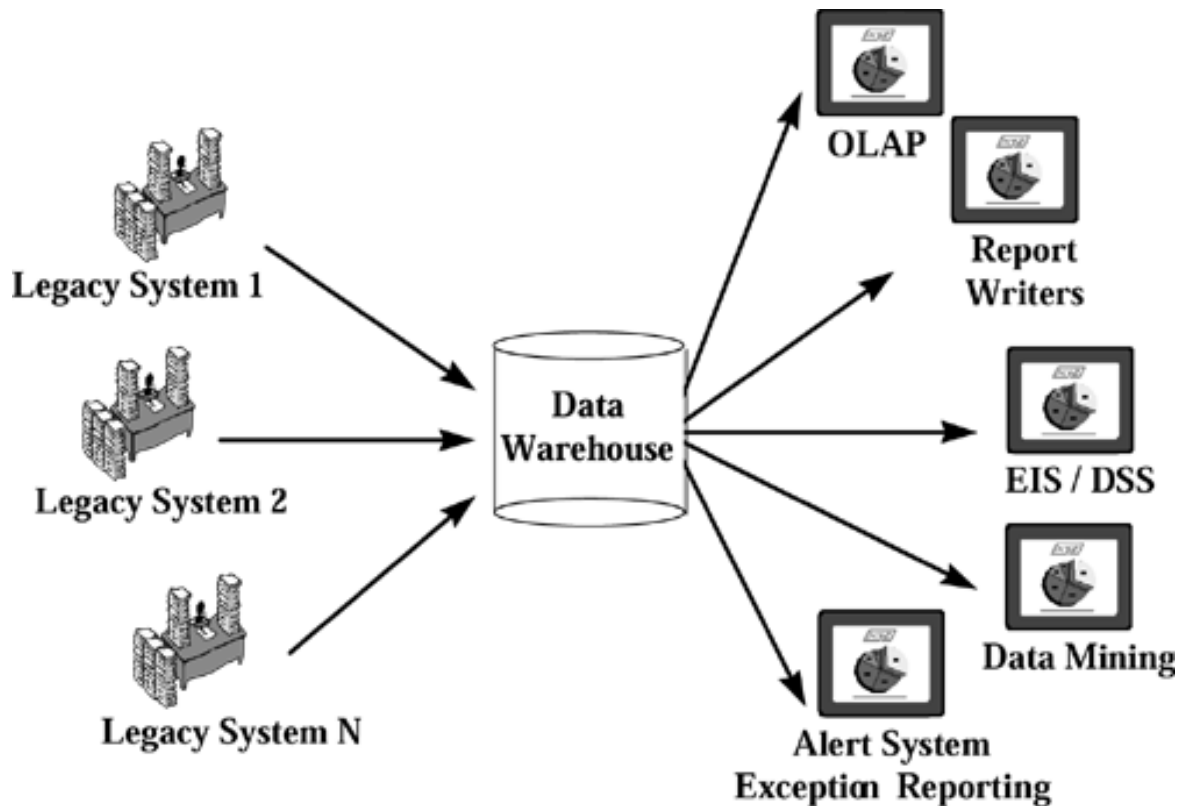 OLAP
Report
Writers
Legacy System 1
Data
Warehouse
Legacy System 2
EIS / DSS
Data Mining
Legacy System N
Alert System
Exception Reporting